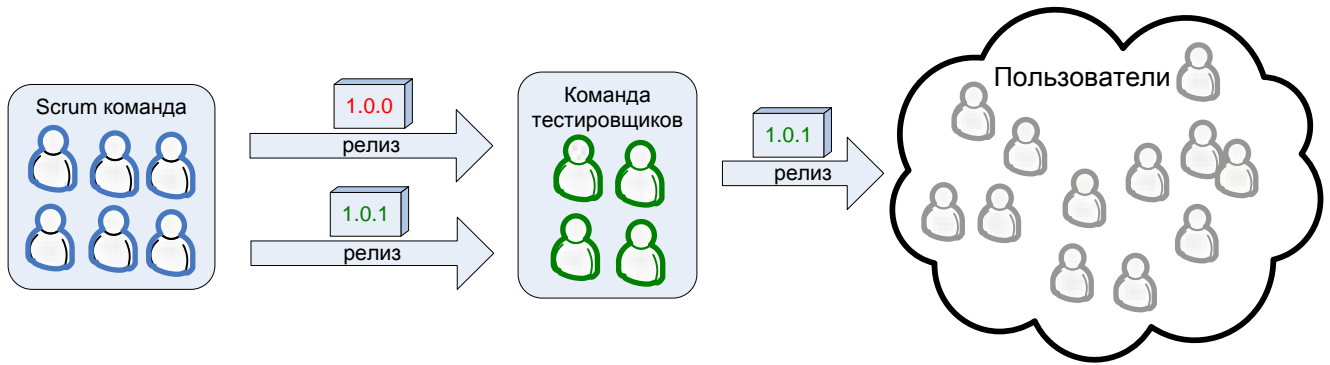 Scrum команда
1.0.0
релиз
1.0.1
релиз
Команда
тестировщиков
1.0.1
релиз
Пользователи